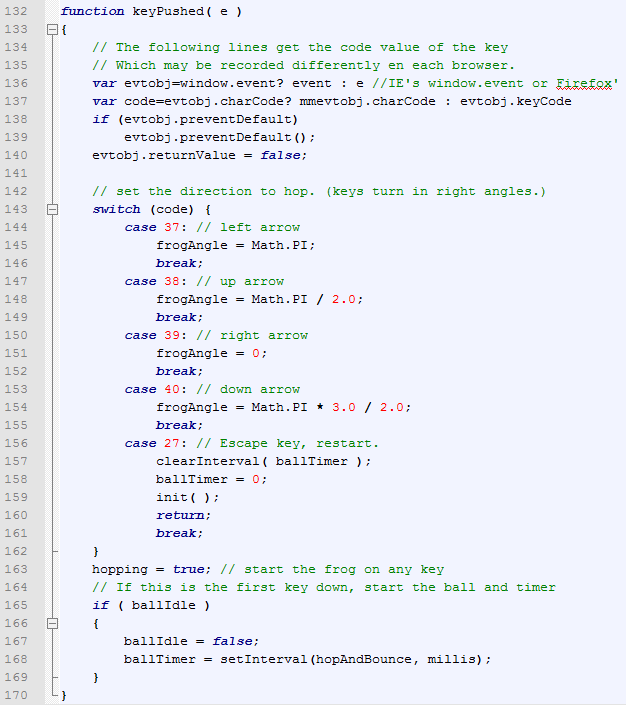 132 function keyPushed( e )
133 {
134 // The following lines get the code value of the key
135 // Which may be recorded differently en each browser.
136 var evtobj=window.event? event : e //IE's window.event or Firefox'
137 var code=evtobj.charCode? mmevtobj.charCode : evtobj.keyCode
138 if (evtobj.preventDefault)
139 evtobj.preventDefault();
140 evtobj.returnValue = false;
141
142 // set the direction to hop. (keys turn in right angles.)
143 switch (code) {
144 case 37: // left arrow
145 frogAngle = Math.PI;
146 break;
147 case 38: // up arrow
148 frogAngle = Math.PI / 2.0;
149 break;
150 case 39: // right arrow
151 frogAngle = 0;
152 break;
153 case 40: // down arrow
154 frogAngle = Math.PI * 3.0 / 2.0;
155 break;
156 case 27: // Escape key, restart.
157 clearInterval( ballTimer );
158 ballTimer = 0;
159 init( );
160 return;
161 break;
162 }
163 hopping = true; // start the frog on any key
164 // If this is the first key down, start the ball and timer
165 if ( ballIdle )
166 {
167 ballIdle = false;
168 ballTimer = setInterval(hopAndBounce, millis);
169 }
170 }